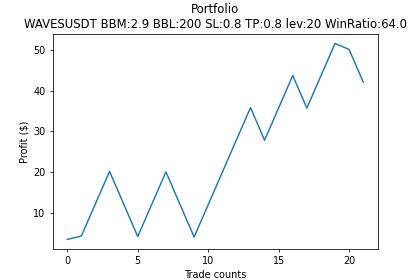 Portfolio
WAVESUSDT BBM:2.9 BBL:200 SL:0.8 TP:0.8 lev:20 WinRatio:64.0
50
40
30
20
10
Profit ($)
0
5
10
15
20
Trade counts